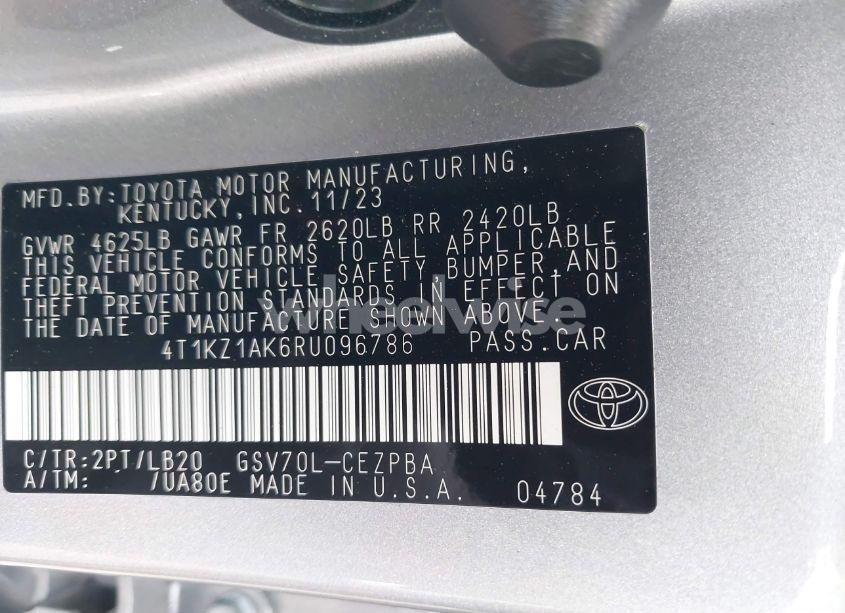 MFD.BY:TOYOTA MOTOR MANUFACTURING,
KENTUCKY,INC. 11/23
GVWR 4625LB GAWR FR 2620LB RR 2420LB
THIS VEHICLE CONFORMS TO ALL APPLICABLE
FEDERAL MOTOR VEHICLE SAFETY,BUMPER,AND
THEFT PREVENTION STANDARDS IN EFFECT ON
THE DATE OF MANUFACTURE SHOWN ABOVE.
wheelwise
4T1KZ1AK6RU096786 PASS.CAR
C/TR:2PT/LB20 GSV70L-CEZPBA
A/TM: -/UA80E MADE IN U.S.A. 04784